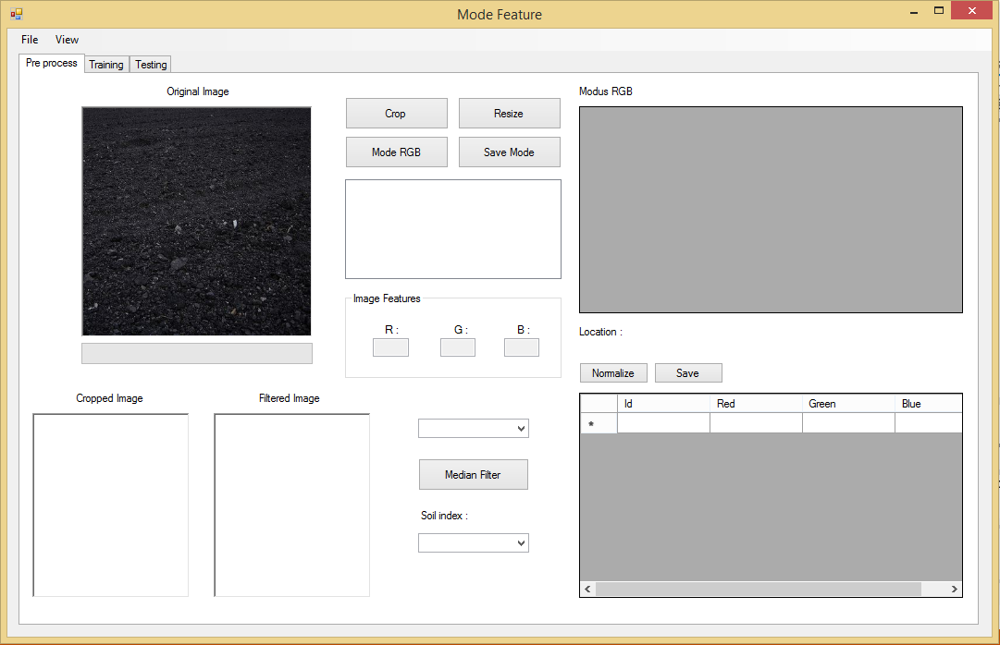 Mode Feature
File View
Pre process Training Testing
Original Image
Crop Resize
Mode RGB Save Mode
Image Features
R : G : B :
Cropped Image Filtered Image
Median Filter
Soil index :
Modus RGB
Location :
Normalize Save
Id Red Green Blue
*